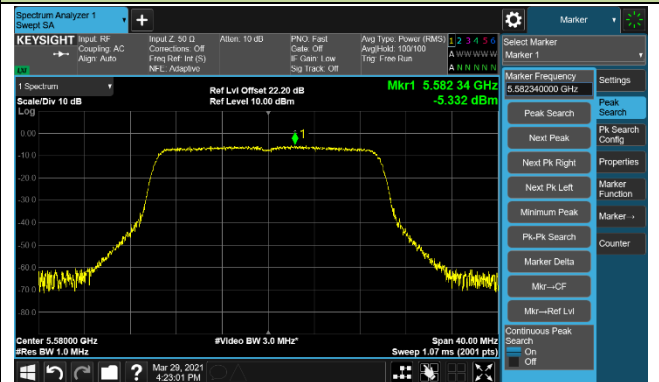 Spectrum Analyzer 1
Swept SA
Marker
KEYSIGHT
Input: RF
Coupling: AC
Align: Auto
Input Z: 50 Ω
Corrections: Off
Freq Ref: Int (S)
NFE: Adaptive
Atten: 10 dB
PNO: Fast
Gate: Off
IF Gain: Low
Sig Track: Off
Avg Type: Power (RMS)
Avg|Hold: 100/100
Trig: Free Run
1 2 3 4 5 6
A W W W W W
A N N N N N
LXI
Select Marker
Marker 1
1 Spectrum
Scale/Div 10 dB
Log
Ref Lvl Offset 22.20 dB
Ref Level 10.00 dBm
Mkr1 5.582 34 GHz
-5.332 dBm
0.00
-10.0
-20.0
-30.0
-40.0
-50.0
-60.0
-70.0
-80.0
1
Center 5.58000 GHz
#Res BW 1.0 MHz
#Video BW 3.0 MHz*
Span 40.00 MHz
Sweep 1.07 ms (2001 pts)
Mar 29, 2021
4:23:01 PM
Marker Frequency
5.582340000 GHz
Peak Search
Next Peak
Next Pk Right
Next Pk Left
Minimum Peak
Pk-Pk Search
Marker Delta
Mkr→CF
Mkr→Ref Lvl
Continuous Peak
Search
On
Off
Settings
Peak
Search
Pk Search
Config
Properties
Marker
Function
Marker→
Counter